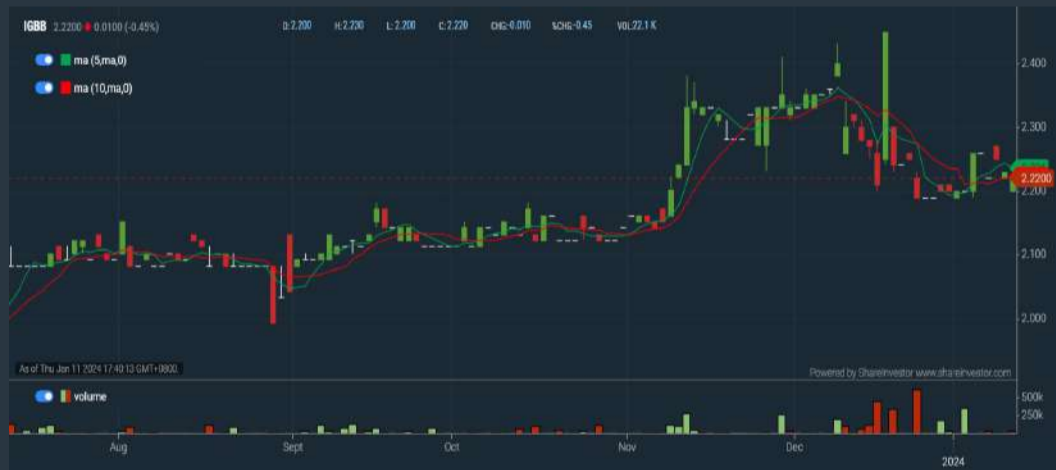 IGBB 2.2200 0.0100 (-0.45%) O:2.200 H:2.230 L: 2.200 C: 2.220 CHG:-0.010 %CHG:-0.45 VOL:22.1 K
ma (5,ma,0)
ma (10,ma,0)
2.400
2.300
2.2200
2.200
2.100
2.000
As of Thu Jan 11 2024 17:40:13 GMT+0800,
Powered by ShareInvestor www.shareinvestor.com
volume
500k
250k
Aug Sept Oct Nov Dec
2024